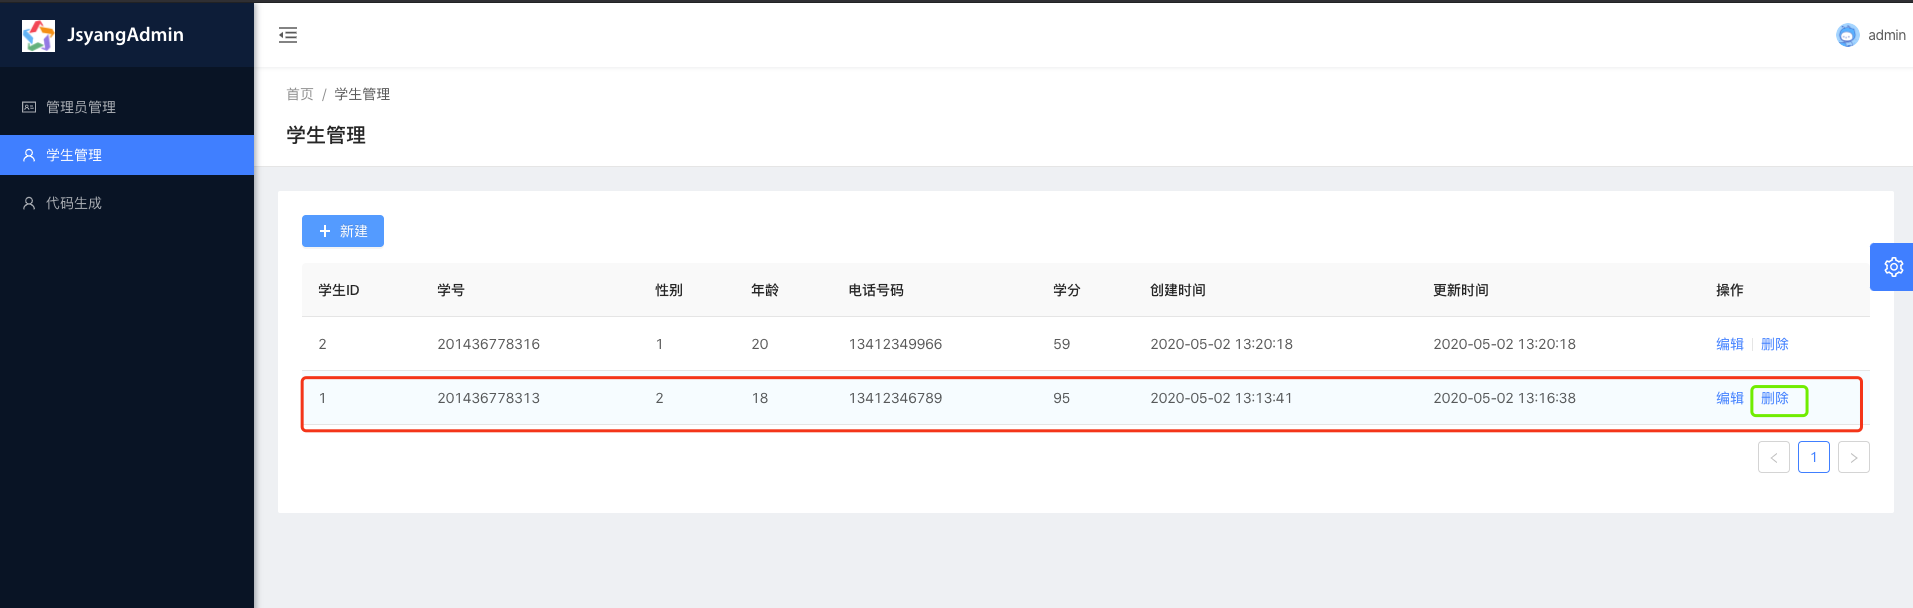 JsyangAdmin
admin
管理员管理
学生管理
代码生成
首页 / 学生管理
学生管理
+ 新建
学生ID 学号 性别 年龄 电话号码 学分 创建时间 更新时间 操作
2 201436778316 1 20 13412349966 59 2020-05-02 13:20:18 2020-05-02 13:20:18 编辑 删除
1 201436778313 2 18 13412346789 95 2020-05-02 13:13:41 2020-05-02 13:16:38 编辑 删除
< 1 >